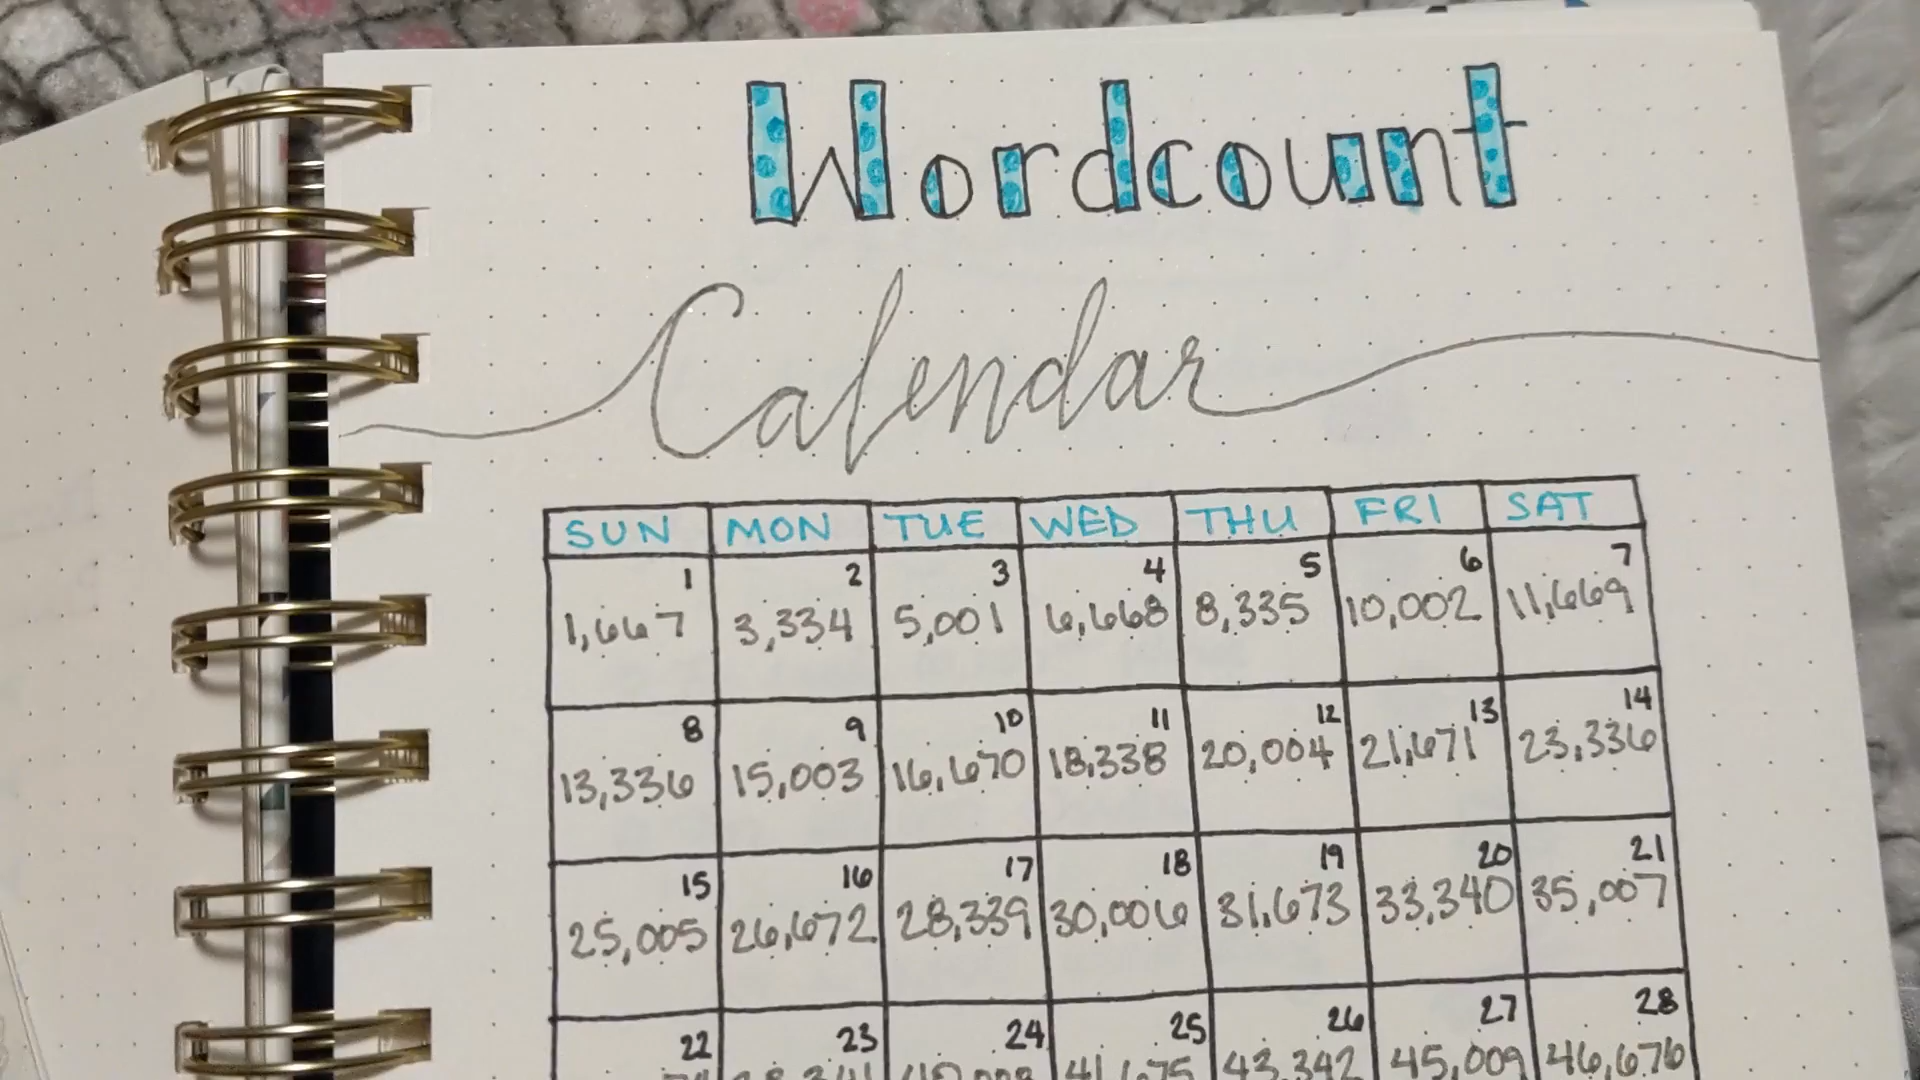 Wordcount
Calendar
SUN MON TUE WED THU FRI SAT
1 2 3 4 5 6 7
1,667 3,334 5,001 6,668 8,335 10,002 11,669
8 9 10 11 12 13 14
13,336 15,003 16,670 18,338 20,004 21,671 23,336
15 16 17 18 19 20 21
25,005 26,672 28,339 30,006 31,673 33,340 35,007
22 23 24 25 26 27 28
41,675 43,342 45,009 46,676